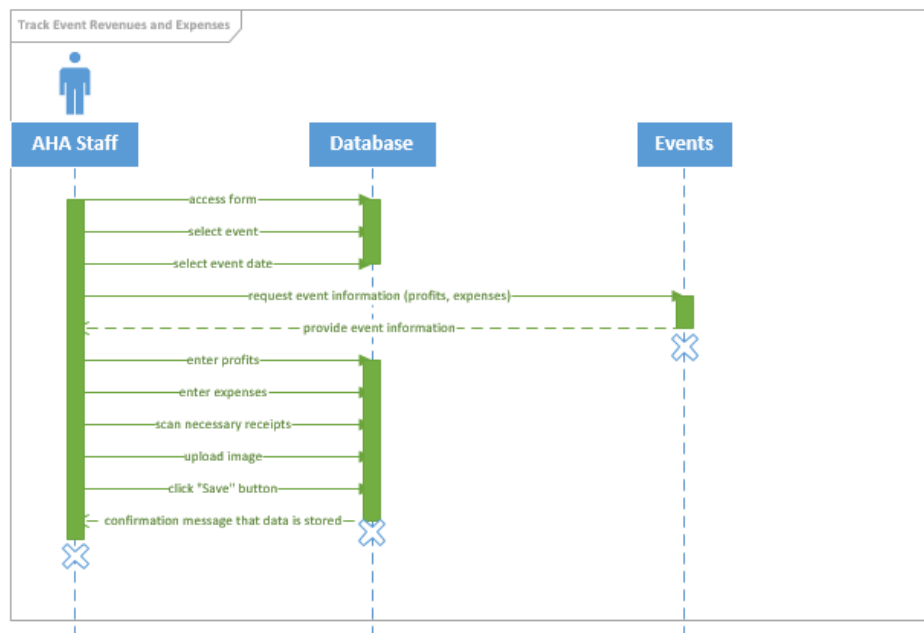 Track Event Revenues and Expenses
AHA Staff
Database
Events
access form
select event
select event date
request event information (profits, expenses)
provide event information
enter profits
enter expenses
scan necessary receipts
upload image
click "Save" button
confirmation message that data is stored